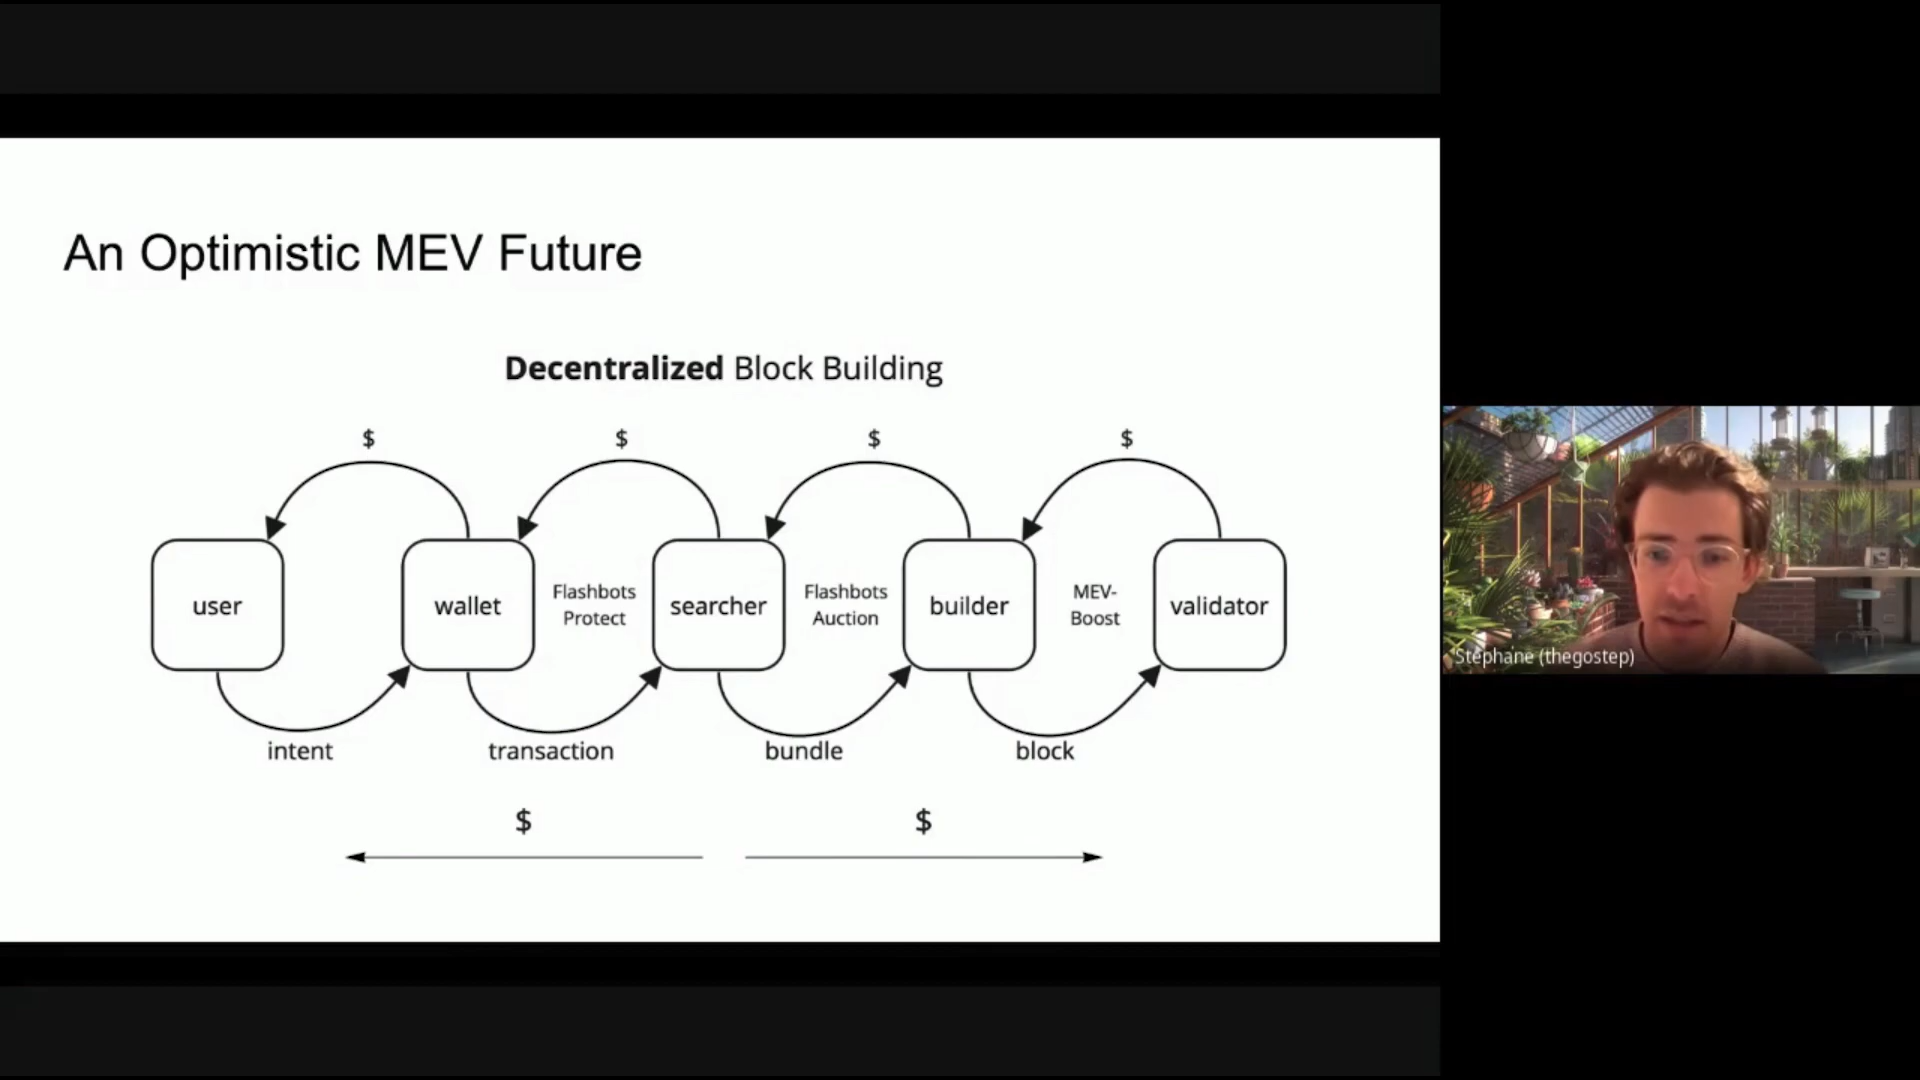 An Optimistic MEV Future
Decentralized Block Building
$ $ $ $
user
wallet
Flashbots
Protect
searcher
Flashbots
Auction
builder
MEV-
Boost
validator
intent
transaction
bundle
block
$ $
Stephane (thegostep)